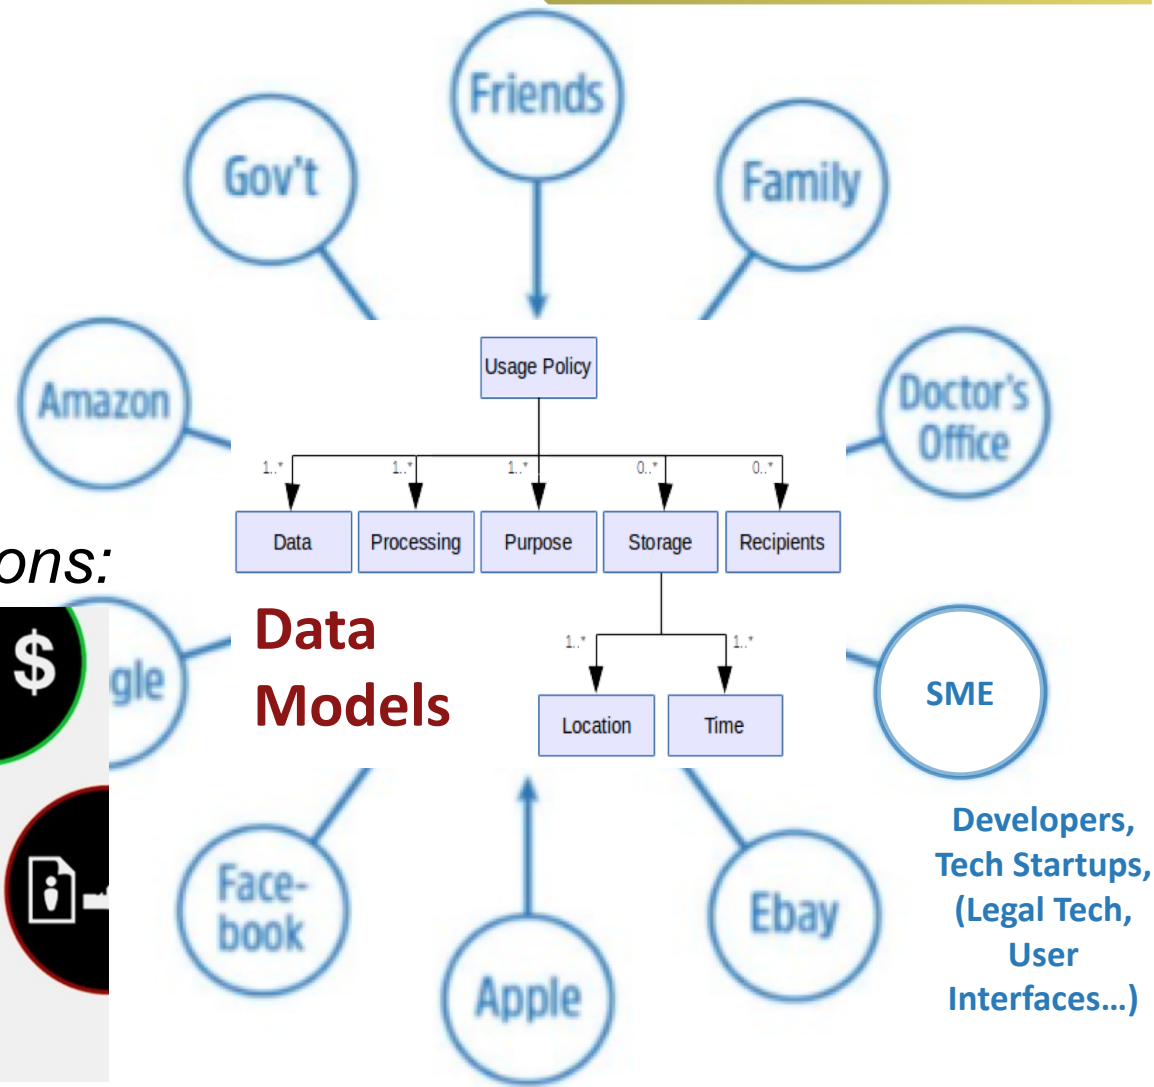 Friends
Gov't
Family
Amazon
Doctor's
Office
Usage Policy
1..*
1..*
1..*
0..*
0..*
Data
Processing
Purpose
Storage
Recipients
ons:
$
gle
Data
Models
1..*
1..*
Location
Time
SME
Developers,
Tech Startups,
(Legal Tech,
User
Interfaces…)
Face-
book
Apple
Ebay